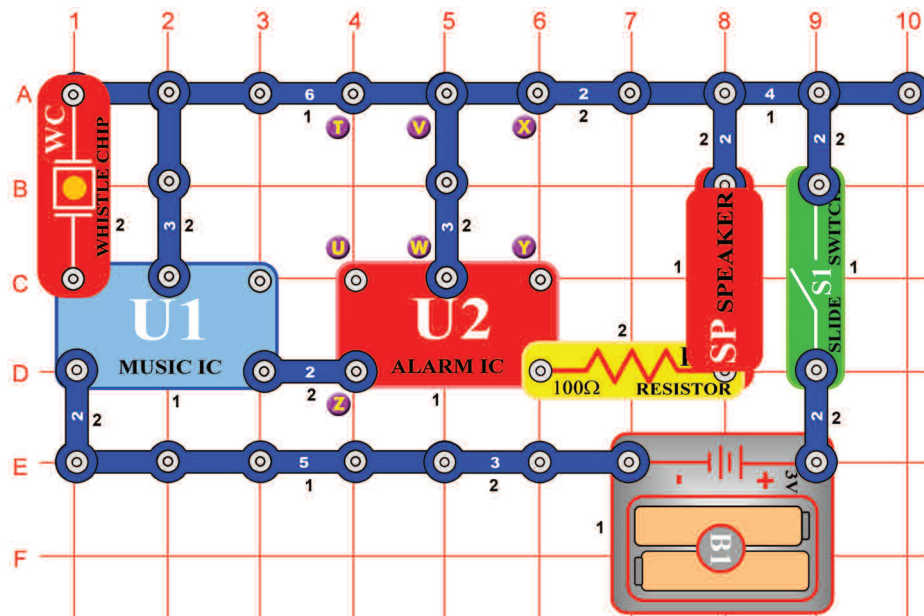 1 2 3 4 5 6 7 8 9 10
A 6 2 4
1 2 1
T V X
WC
WHISTLE CHIP
2 2
B
2 3 2 3
U W Y
1 SP SPEAKER
S1 SLIDE SWITCH 1
C
U1
MUSIC IC
U2
ALARM IC
2
D 2
2
100Ω RESISTOR
Z
1 1
2 2 2 2
E 5 3
1 2
- + 3V
1 B1
F